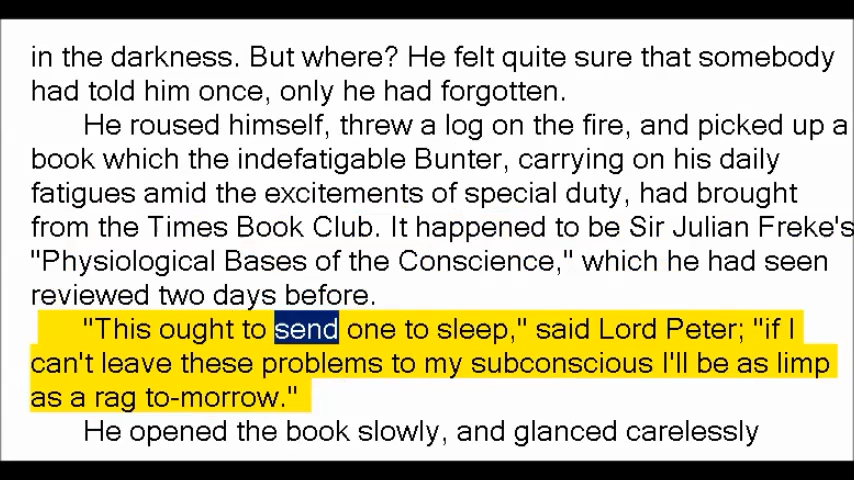 in the darkness. But where? He felt quite sure that somebody
had told him once, only he had forgotten.
He roused himself, threw a log on the fire, and picked up a
book which the indefatigable Bunter, carrying on his daily
fatigues amid the excitements of special duty, had brought
from the Times Book Club. It happened to be Sir Julian Freke's
"Physiological Bases of the Conscience," which he had seen
reviewed two days before.
"This ought to send one to sleep," said Lord Peter; "if I
can't leave these problems to my subconscious I'll be as limp
as a rag to-morrow."
He opened the book slowly, and glanced carelessly